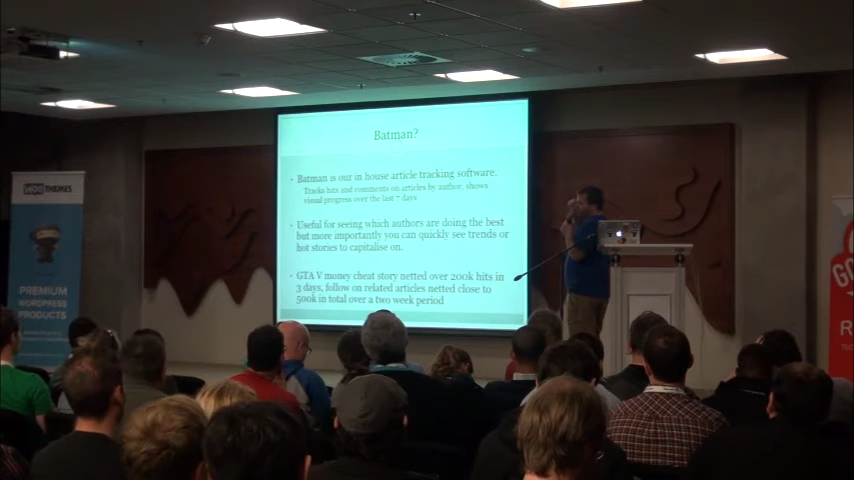 Batman?
Batman is our in house article tracking software.
Tracks hits and comments on articles by author, shows
visual progress over the last 7 days
Useful for seeing which authors are doing the best
but more importantly you can quickly see trends or
hot stories to capitalise on.
GTA V money cheat story netted over 200k hits in
3 days, follow on related articles netted close to
500k in total over a two week period
WOOTHEMES
PREMIUM
WORDPRESS
PRODUCTS
GO
R